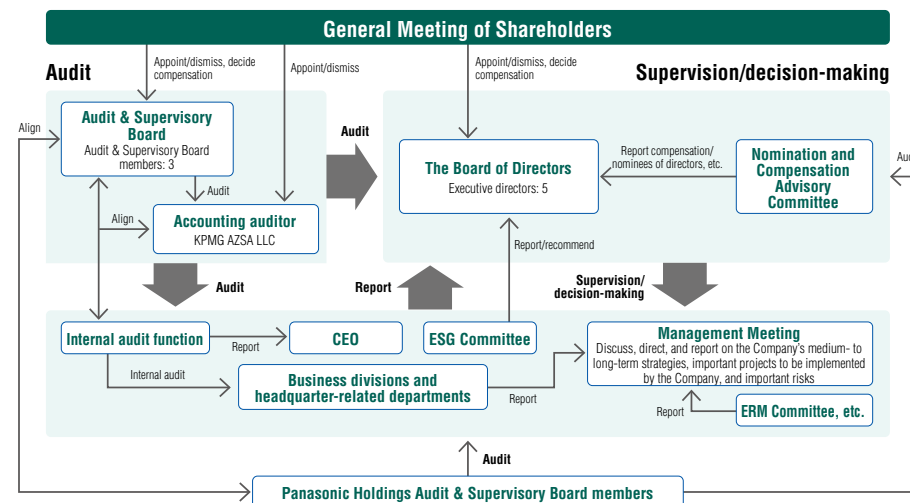 General Meeting of Shareholders
Audit
Appoint/dismiss, decide
compensation
Appoint/dismiss
Appoint/dismiss, decide
compensation
Supervision/decision-making
Align
Audit & Supervisory
Board
Audit & Supervisory Board
members: 3
Audit
Align
Accounting auditor
KPMG AZSA LLC
Audit
The Board of Directors
Executive directors: 5
Report compensation/
nominees of directors, etc.
Nomination and
Compensation
Advisory
Committee
Report/recommend
Audit
Report
Supervision/
decision-making
Internal audit function
Report
CEO
ESG Committee
Management Meeting
Discuss, direct, and report on the Company's medium- to
long-term strategies, important projects to be implemented
by the Company, and important risks
Internal audit
Business divisions and
headquarter-related departments
Report
Report
ERM Committee, etc.
Audit
Panasonic Holdings Audit & Supervisory Board members